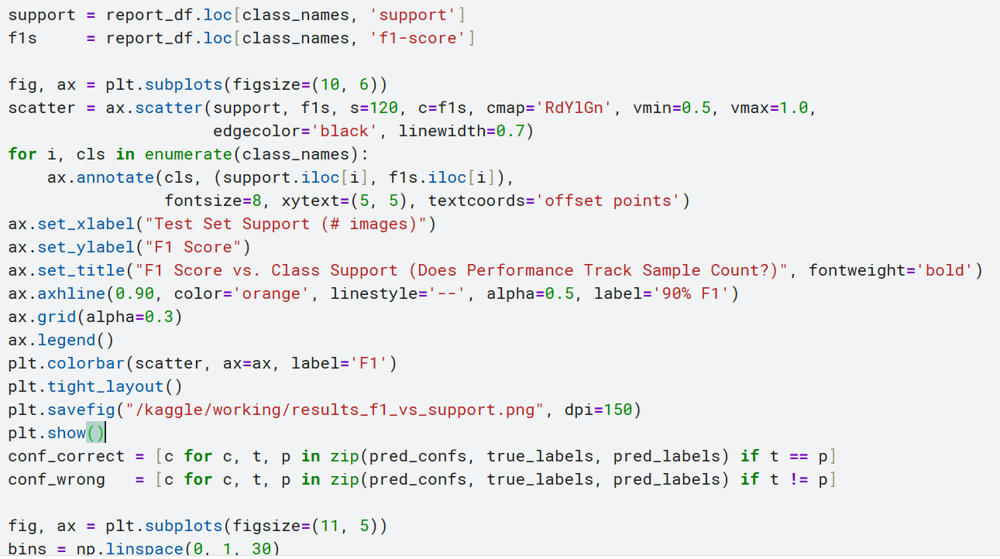 support = report_df.loc[class_names, 'support']
f1s     = report_df.loc[class_names, 'f1-score']

fig, ax = plt.subplots(figsize=(10, 6))
scatter = ax.scatter(support, f1s, s=120, c=f1s, cmap='RdYlGn', vmin=0.5, vmax=1.0,
                     edgecolor='black', linewidth=0.7)
for i, cls in enumerate(class_names):
    ax.annotate(cls, (support.iloc[i], f1s.iloc[i]),
                fontsize=8, xytext=(5, 5), textcoords='offset points')
ax.set_xlabel("Test Set Support (# images)")
ax.set_ylabel("F1 Score")
ax.set_title("F1 Score vs. Class Support (Does Performance Track Sample Count?)", fontweight='bold')
ax.axhline(0.90, color='orange', linestyle='--', alpha=0.5, label='90% F1')
ax.grid(alpha=0.3)
ax.legend()
plt.colorbar(scatter, ax=ax, label='F1')
plt.tight_layout()
plt.savefig("/kaggle/working/results_f1_vs_support.png", dpi=150)
plt.show()
conf_correct = [c for c, t, p in zip(pred_confs, true_labels, pred_labels) if t == p]
conf_wrong   = [c for c, t, p in zip(pred_confs, true_labels, pred_labels) if t != p]

fig, ax = plt.subplots(figsize=(11, 5))
bins = np.linspace(0, 1, 30)